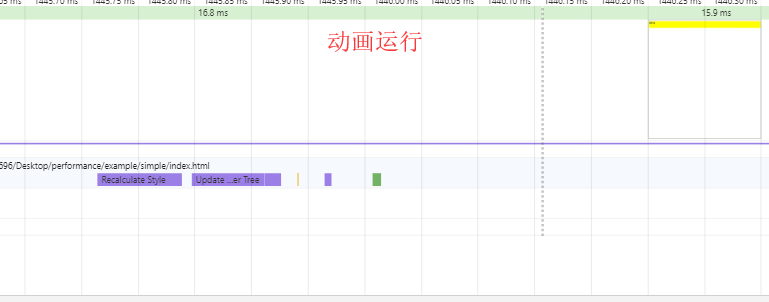 1445.70 ms 1445.75 ms 1445.80 ms 1445.85 ms 1445.90 ms 1445.95 ms 1446.00 ms 1446.05 ms 1446.10 ms 1446.15 ms 1446.20 ms 1446.25 ms 1446.30 ms
16.8 ms 15.9 ms
动画运行
696/Desktop/performance/example/simple/index.html
Recalculate Style Update ...er Tree